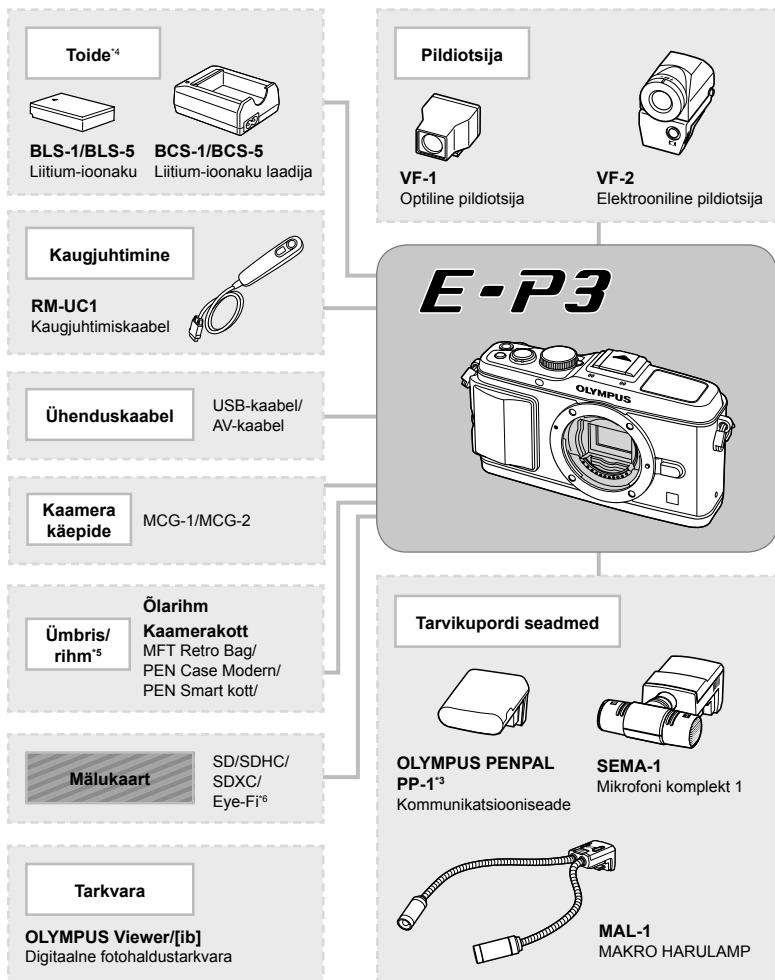 Toide*4
BLS-1/BLS-5
Liitium-ioonaku
BCS-1/BCS-5
Liitium-ioonaku laadija
Kaugjuhtimine
RM-UC1
Kaugjuhtimiskaabel
Ühenduskaabel
USB-kaabel/
AV-kaabel
Kaamera
käepide
MCG-1/MCG-2
Ümbris/
rihm*5
Õlarihm
Kaamerakott
MFT Retro Bag/
PEN Case Modern/
PEN Smart kott/
Mälukaart
SD/SDHC/
SDXC/
Eye-Fi*6
Tarkvara
OLYMPUS Viewer/[ib]
Digitaalne fotohaldustarkvara
Pildiotsija
VF-1
Optiline pildiotsija
VF-2
Elektrooniline pildiotsija
E-P3
OLYMPUS
Tarvikupordi seadmed
OLYMPUS PENPAL
PP-1*3
Kommunikatsiooniseade
SEMA-1
Mikrofoni komplekt 1
MAL-1
MAKRO HARULAMP